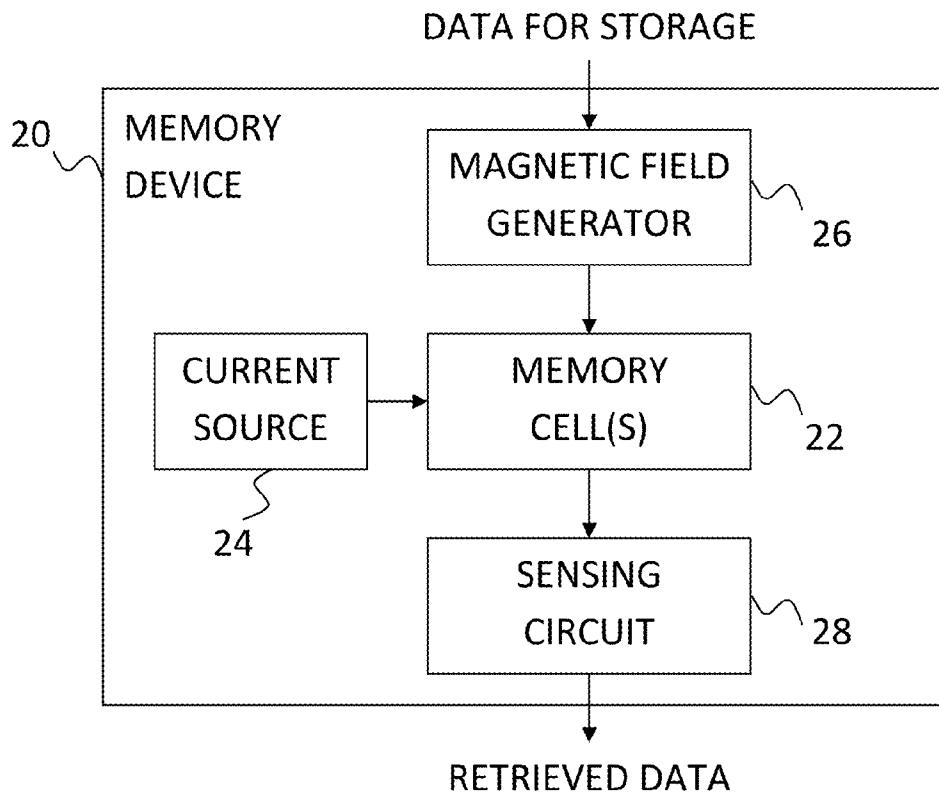 DATA FOR STORAGE
20
MEMORY
DEVICE
MAGNETIC FIELD
GENERATOR
26
CURRENT
SOURCE
24
MEMORY
CELL(S)
22
SENSING
CIRCUIT
28
RETRIEVED DATA